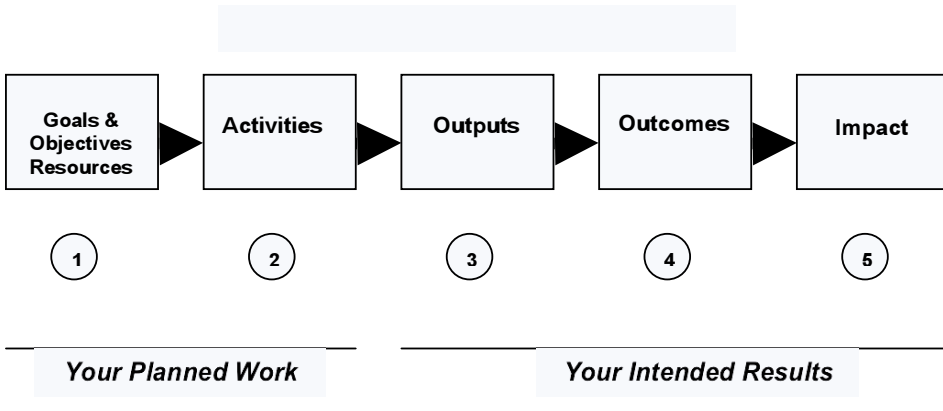 Goals &
Objectives
Resources
Activities
Outputs
Outcomes
Impact
1
2
3
4
5
Your Planned Work
Your Intended Results